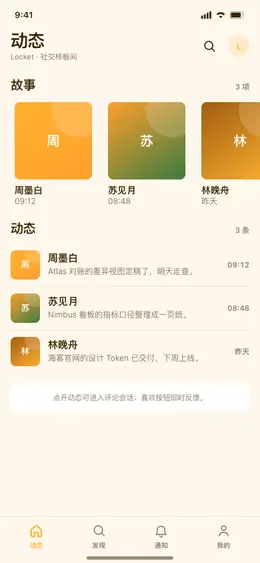 9:41
动态
Locket · 社交样板间
L
故事
3 项
周
苏
林
周墨白
苏见月
林晚舟
09:12
08:48
昨天
动态
3 条
周
周墨白
Atlas 对账的差异视图定稿了，明天走查。
09:12
苏
苏见月
Nimbus 看板的指标口径整理成一页纸。
08:48
林
林晚舟
海雾官网的设计 Token 已交付，下周上线。
昨天
点开动态可进入评论会话；喜欢按钮即时反馈。
动态
发现
通知
我的